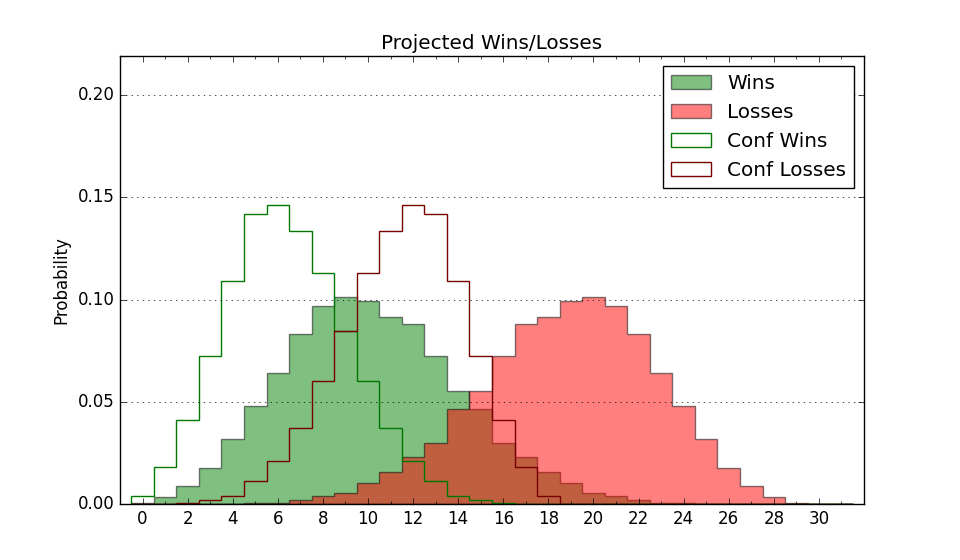 Projected Wins/Losses
Wins
Losses
Conf Wins
Conf Losses
Probability
0.20
0.15
0.10
0.05
0.00
0 2 4 6 8 10 12 14 16 18 20 22 24 26 28 30